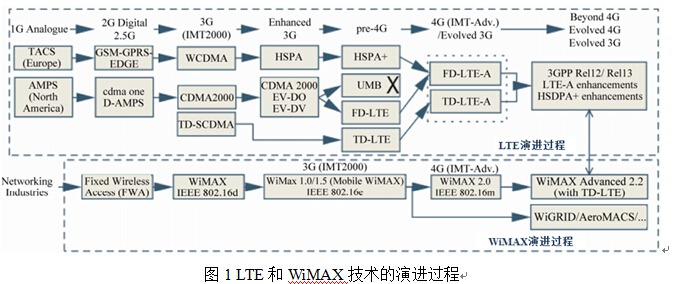 1G Analogue
2G Digital
2.5G
3G
(IMT2000)
Enhanced
3G
pre-4G
4G (IMT-Adv.)
/Evolved 3G
Beyond 4G
Evolved 4G
Evolved 3G
TACS
(Europe)
GSM-GPRS-
EDGE
WCDMA
HSPA
HSPA+
AMPS
(North
America)
cdma one
D-AMPS
CDMA2000
CDMA 2000
EV-DO
EV-DV
UMB X
FD-LTE
TD-SCDMA
TD-LTE
FD-LTE-A
TD-LTE-A
3GPP Rel12/ Rel13
LTE-A enhancements
HSDPA+ enhancements
LTE演进过程
3G (IMT2000)
4G (IMT-Adv.)
Networking
Industries
Fixed Wireless
Access (FWA)
WiMAX
IEEE 802.16d
WiMax 1.0/1.5 (Mobile WiMAX)
IEEE 802.16e
WiMAX 2.0
IEEE 802.16m
WiMAX Advanced 2.2
(with TD-LTE)
WiGRID/AeroMACS/...
WiMAX演进过程
图 1 LTE 和 WiMAX 技术的演进过程